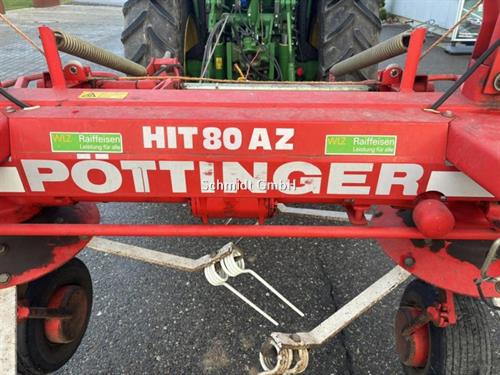 HIT 80 AZ
WLZ Raiffeisen
Leistung für alle
WLZ Raiffeisen
Leistung für alle
PÖTTINGER
Schmidt GmbH